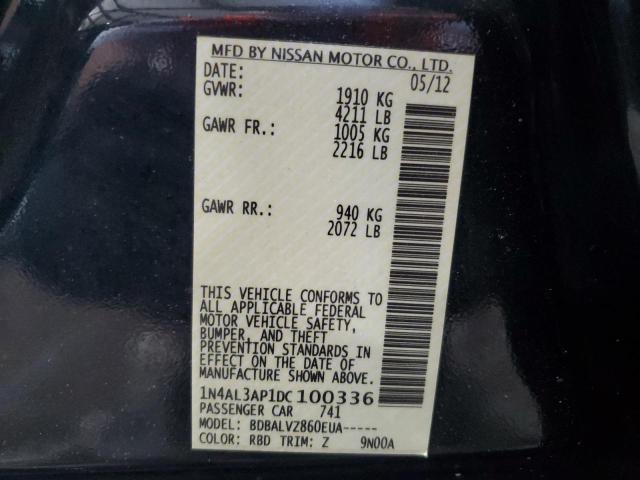 MFD BY NISSAN MOTOR CO., LTD.
DATE: 05/12
GVWR: 1910 KG
4211 LB
GAWR FR.: 1005 KG
2216 LB
GAWR RR.: 940 KG
2072 LB
THIS VEHICLE CONFORMS TO
ALL APPLICABLE FEDERAL
MOTOR VEHICLE SAFETY,
BUMPER, AND THEFT
PREVENTION STANDARDS IN
EFFECT ON THE DATE OF
MANUFACTURE SHOWN ABOVE.
1N4AL3AP1DC100336
PASSENGER CAR 741
MODEL: BDBALVZ860EUA-----
COLOR: RBD TRIM: Z 9N00A